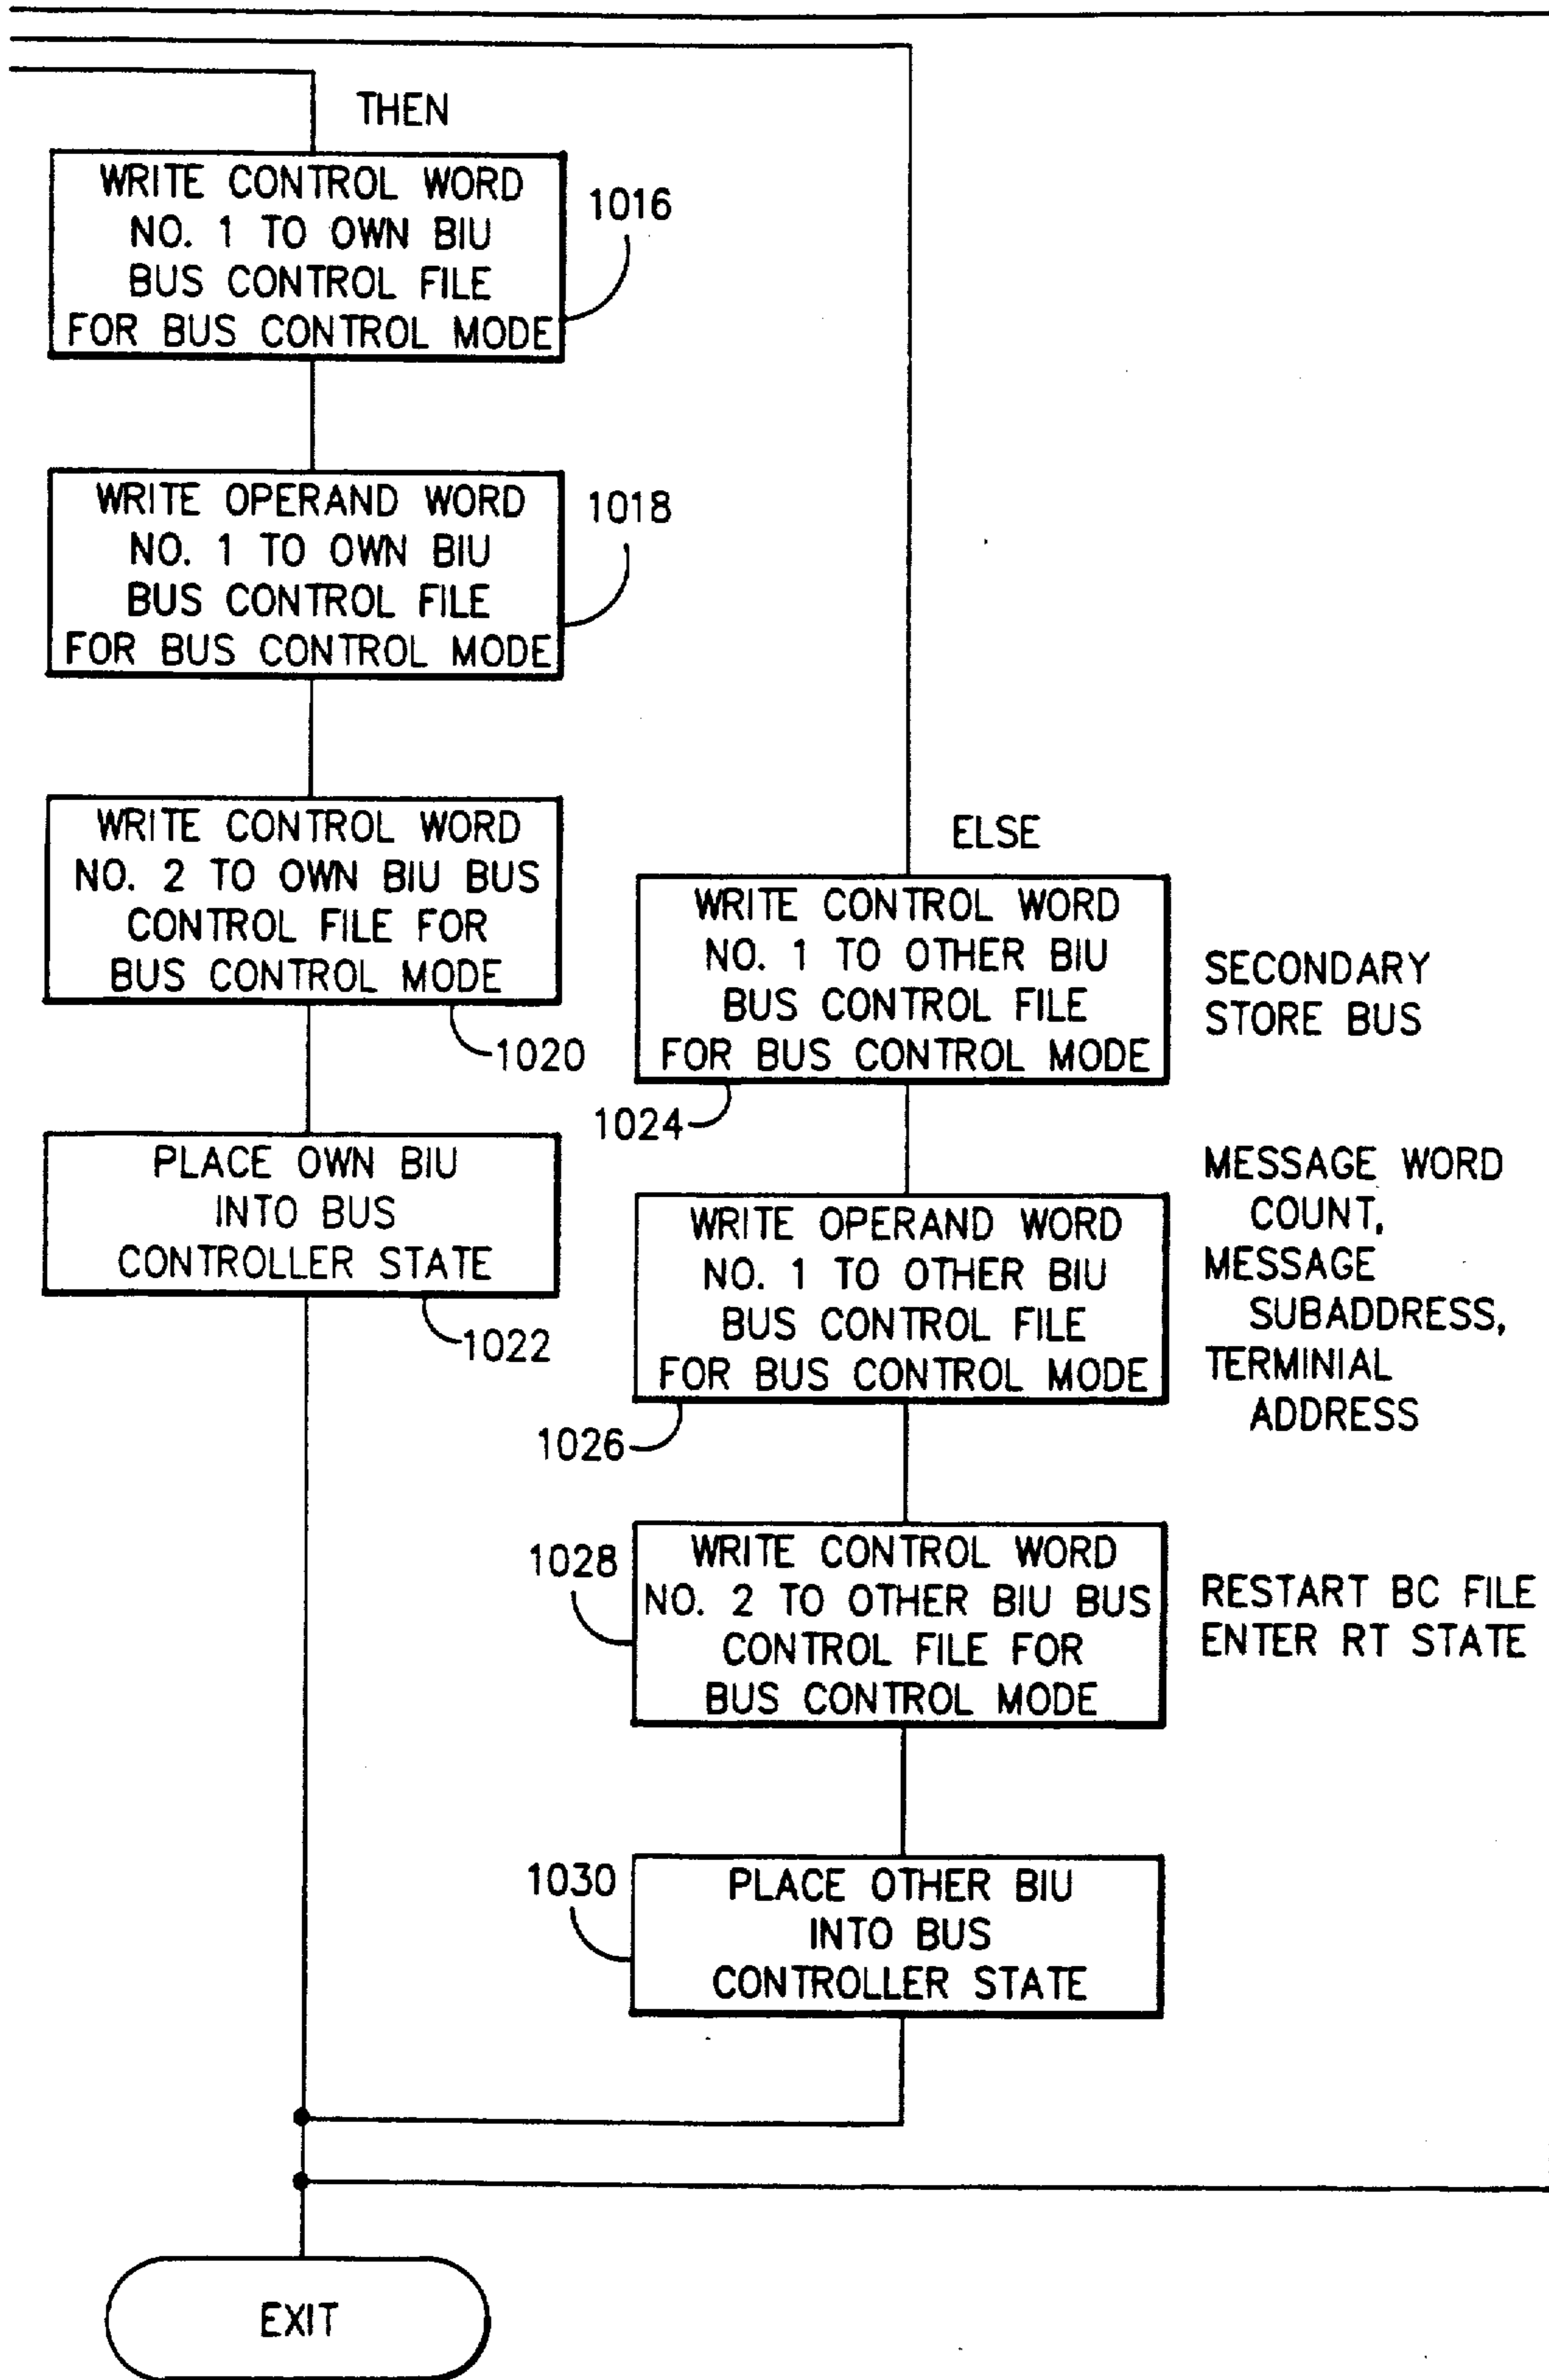 THEN
WRITE CONTROL WORD
NO. 1 TO OWN BIU
BUS CONTROL FILE
FOR BUS CONTROL MODE
1016
WRITE OPERAND WORD
NO. 1 TO OWN BIU
BUS CONTROL FILE
FOR BUS CONTROL MODE
1018
WRITE CONTROL WORD
NO. 2 TO OWN BIU BUS
CONTROL FILE FOR
BUS CONTROL MODE
1020
PLACE OWN BIU
INTO BUS
CONTROLLER STATE
1022
ELSE
WRITE CONTROL WORD
NO. 1 TO OTHER BIU
BUS CONTROL FILE
FOR BUS CONTROL MODE
1024
SECONDARY
STORE BUS
WRITE OPERAND WORD
NO. 1 TO OTHER BIU
BUS CONTROL FILE
FOR BUS CONTROL MODE
1026
MESSAGE WORD
COUNT,
MESSAGE
SUBADDRESS,
TERMINIAL
ADDRESS
1028
WRITE CONTROL WORD
NO. 2 TO OTHER BIU BUS
CONTROL FILE FOR
BUS CONTROL MODE
RESTART BC FILE
ENTER RT STATE
1030
PLACE OTHER BIU
INTO BUS
CONTROLLER STATE
EXIT